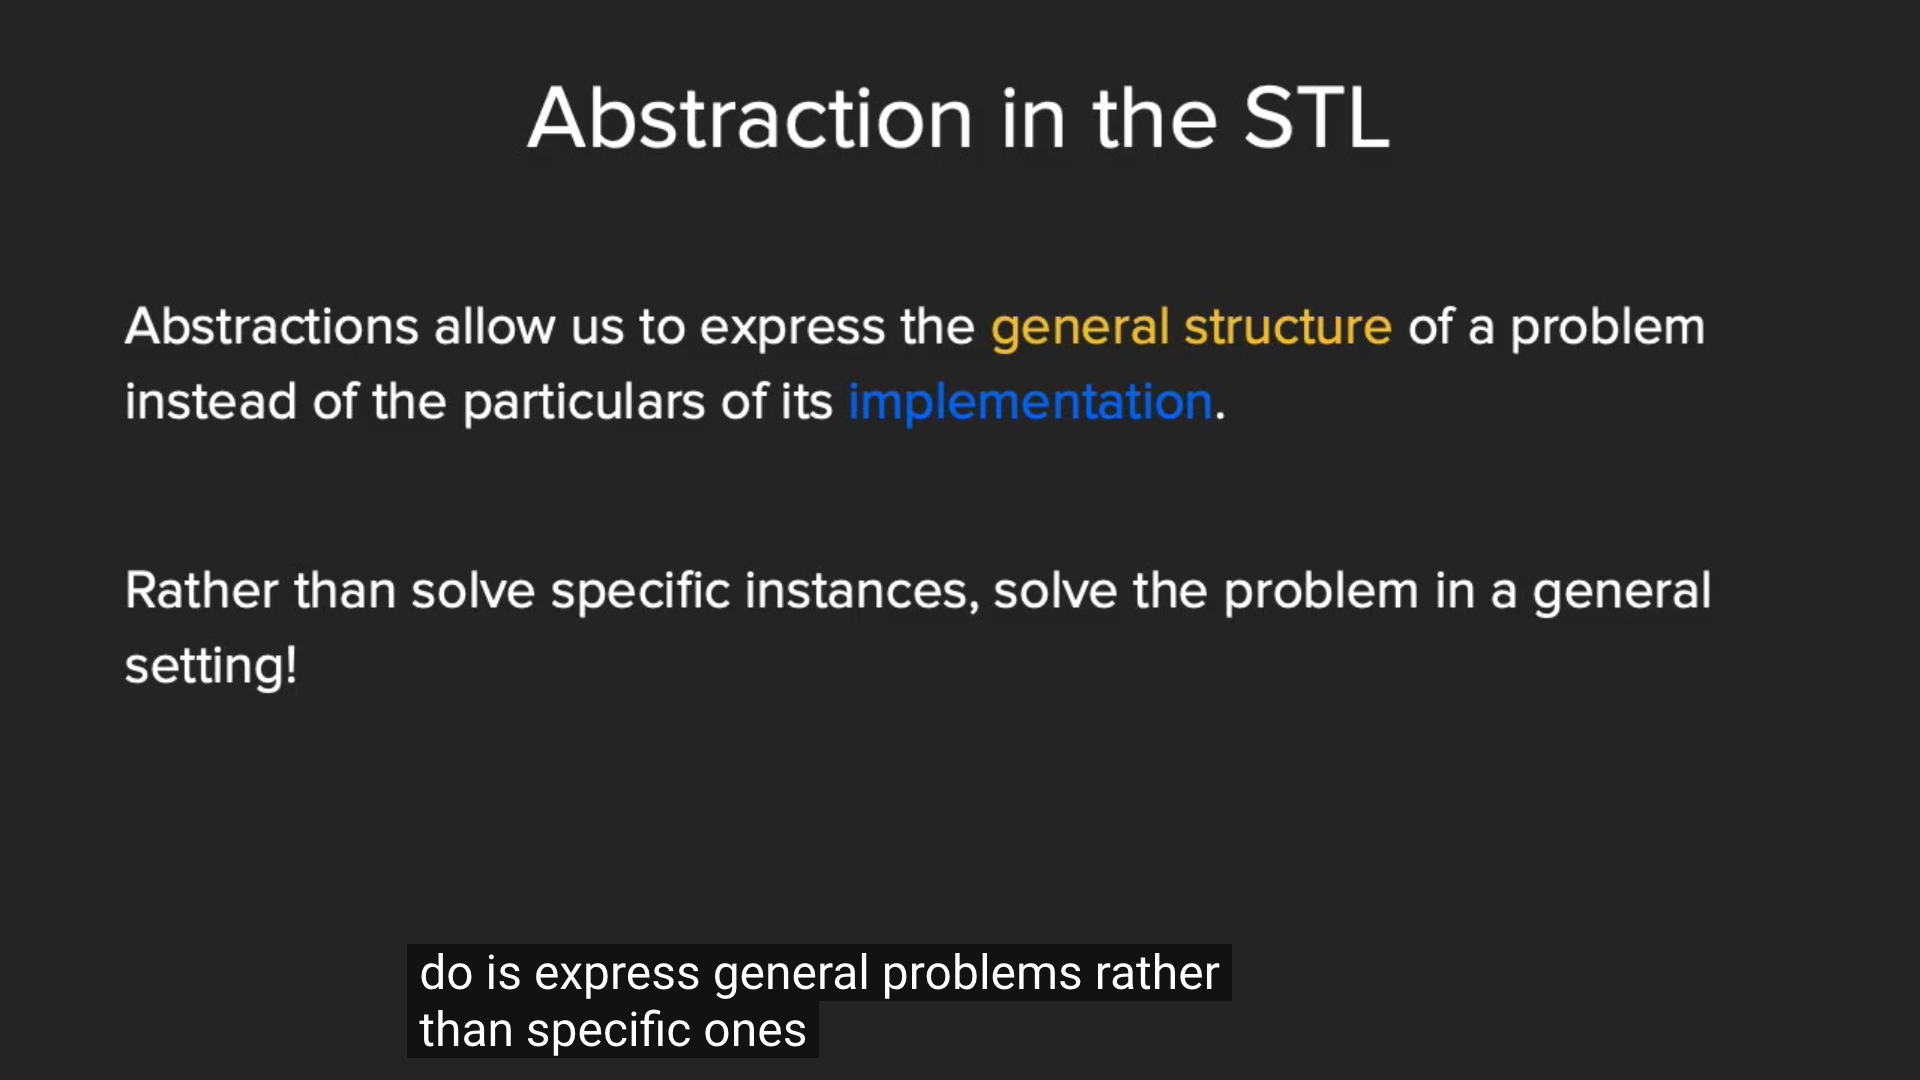 Abstraction in the STL
Abstractions allow us to express the general structure of a problem
instead of the particulars of its implementation.
Rather than solve specific instances, solve the problem in a general
setting!
do is express general problems rather
than specific ones